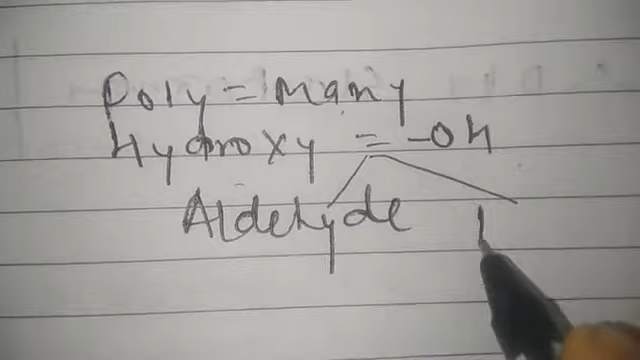 Poly = Many
Hydroxy = -OH
Aldehyde